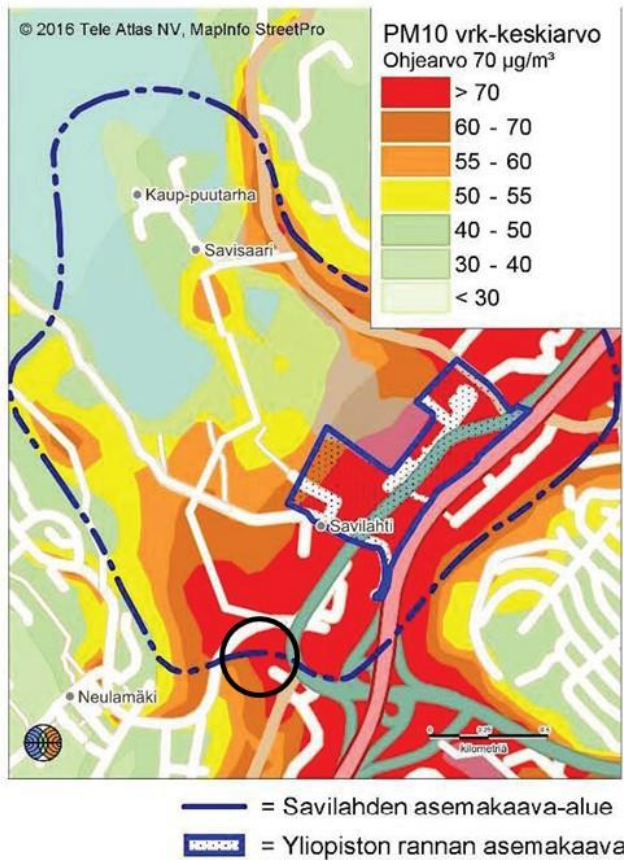 © 2016 Tele Atlas NV, MapInfo StreetPro
PM10 vrk-keskiarvo
Ohjearvo 70 µg/m³
> 70
60 - 70
55 - 60
50 - 55
40 - 50
30 - 40
< 30
Kaup-puutarha
Savisaari
Savilahti
Neulamäki
kilometriä
= Savilahden asemakaava-alue
= Yliopiston rannan asemakaava